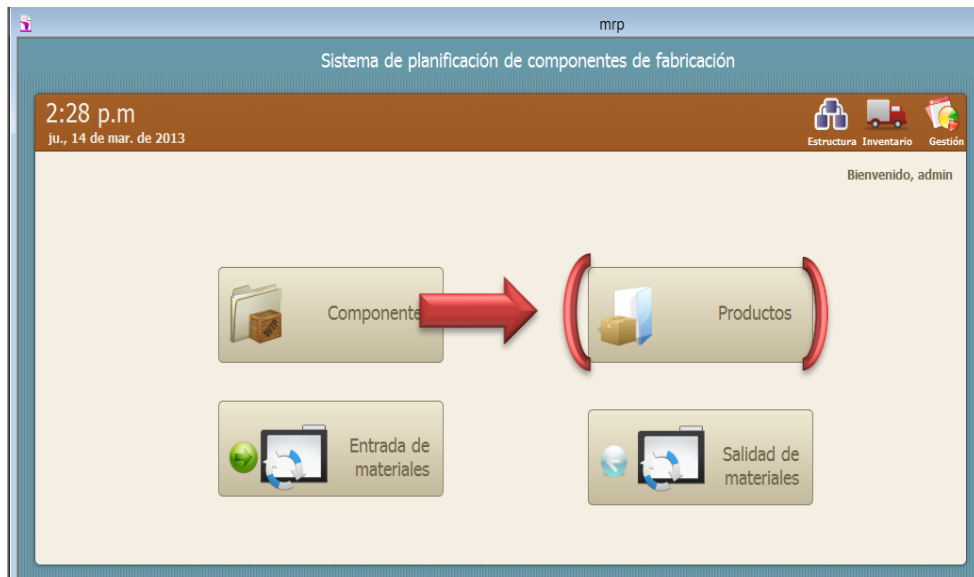 mrp
Sistema de planificación de componentes de fabricación
2:28 p.m
ju., 14 de mar. de 2013
Estructura Inventario Gestión
Bienvenido, admin
Componente
Productos
Entrada de
materiales
Salidad de
materiales